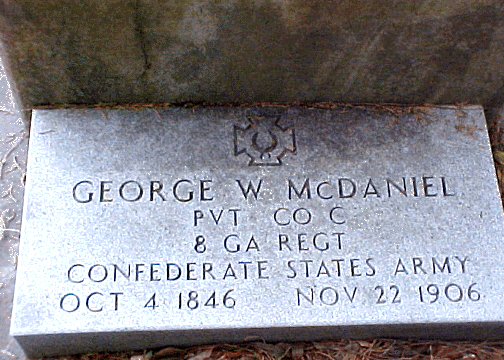 GEORGE W McDANIEL
PVT CO C
8 GA REGT
CONFEDERATE STATES ARMY
OCT 4 1846 NOV 22 1906